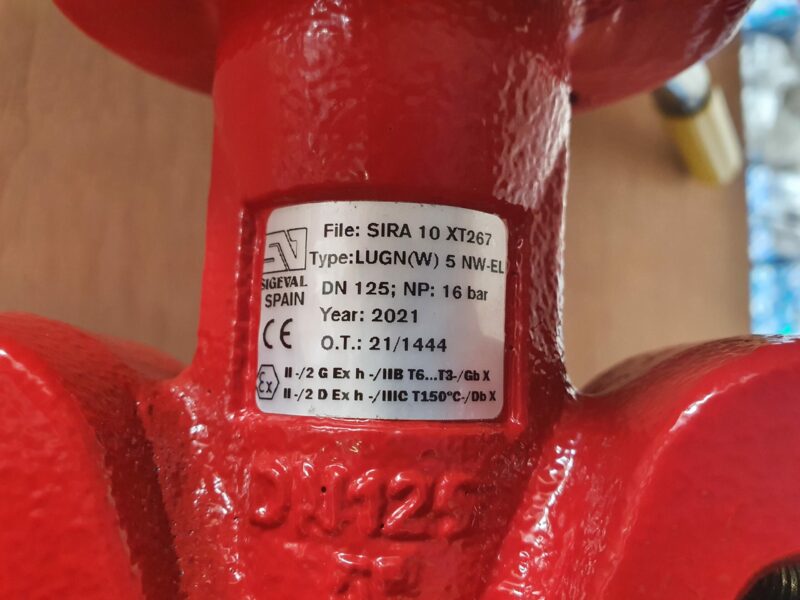 File: SIRA 10 XT267
Type:LUGN(W) 5 NW-EL
SIGEVAL
SPAIN
DN 125; NP: 16 bar
Year: 2021
CE
O.T.: 21/1444
Ex
II -/2 G Ex h -/IIB T6...T3-/Gb X
II -/2 D Ex h -/IIIC T150ºC-/Db X
DN125